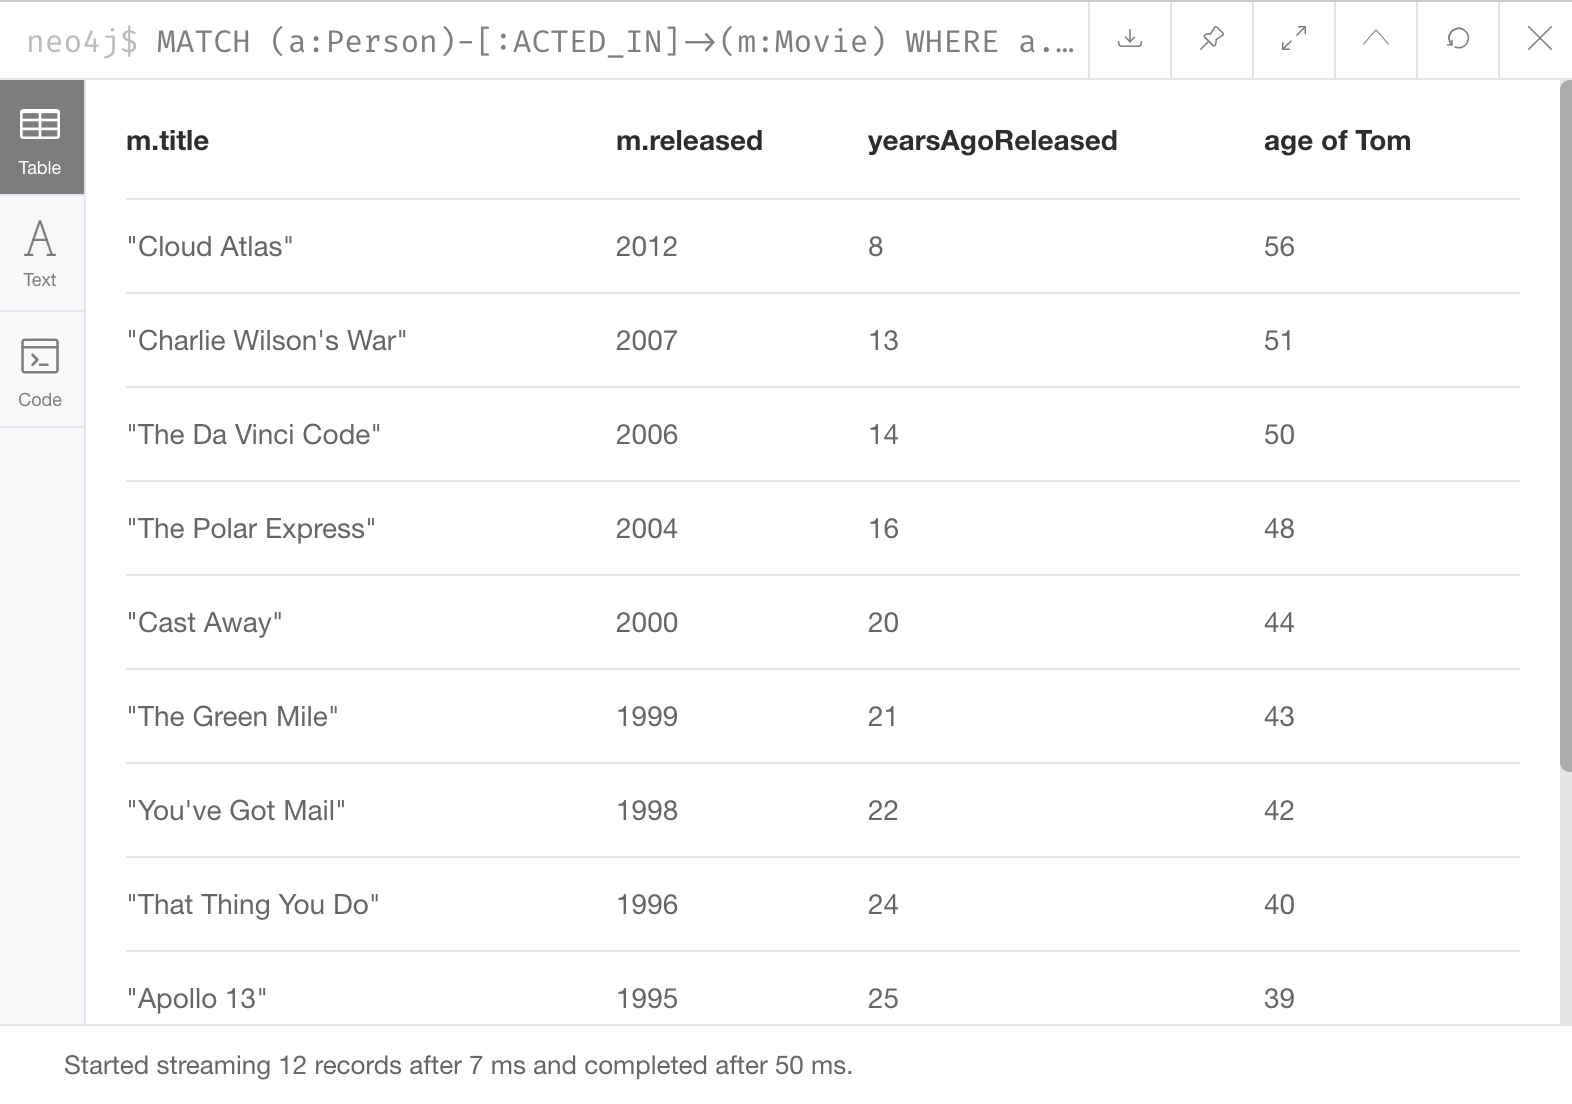 neo4j$ MATCH (a:Person)-[:ACTED_IN]→(m:Movie) WHERE a.…
Table
Text
Code
m.title m.released yearsAgoReleased age of Tom
"Cloud Atlas" 2012 8 56
"Charlie Wilson's War" 2007 13 51
"The Da Vinci Code" 2006 14 50
"The Polar Express" 2004 16 48
"Cast Away" 2000 20 44
"The Green Mile" 1999 21 43
"You've Got Mail" 1998 22 42
"That Thing You Do" 1996 24 40
"Apollo 13" 1995 25 39
Started streaming 12 records after 7 ms and completed after 50 ms.